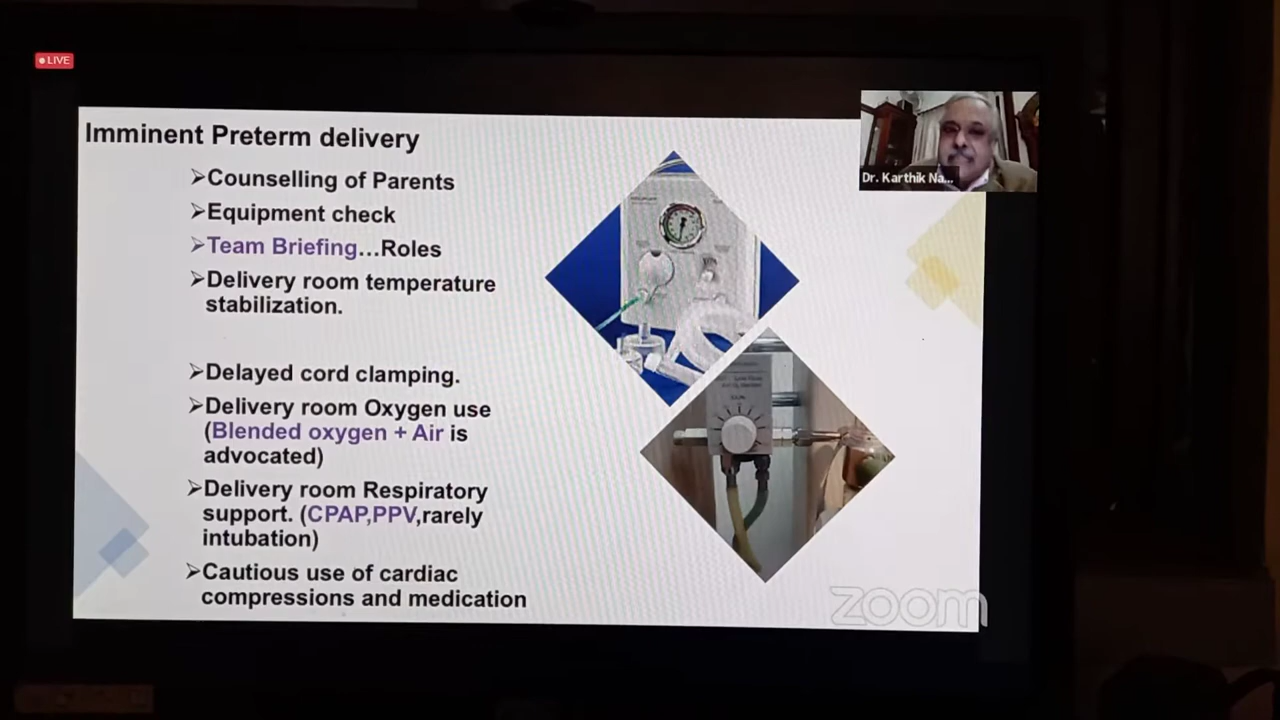 LIVE
Imminent Preterm delivery
➢Counselling of Parents
➢Equipment check
➢Team Briefing…Roles
➢Delivery room temperature
stabilization.
➢Delayed cord clamping.
➢Delivery room Oxygen use
(Blended oxygen + Air is
advocated)
➢Delivery room Respiratory
support. (CPAP,PPV,rarely
intubation)
➢Cautious use of cardiac
compressions and medication
Dr. Karthik Na...
zoom